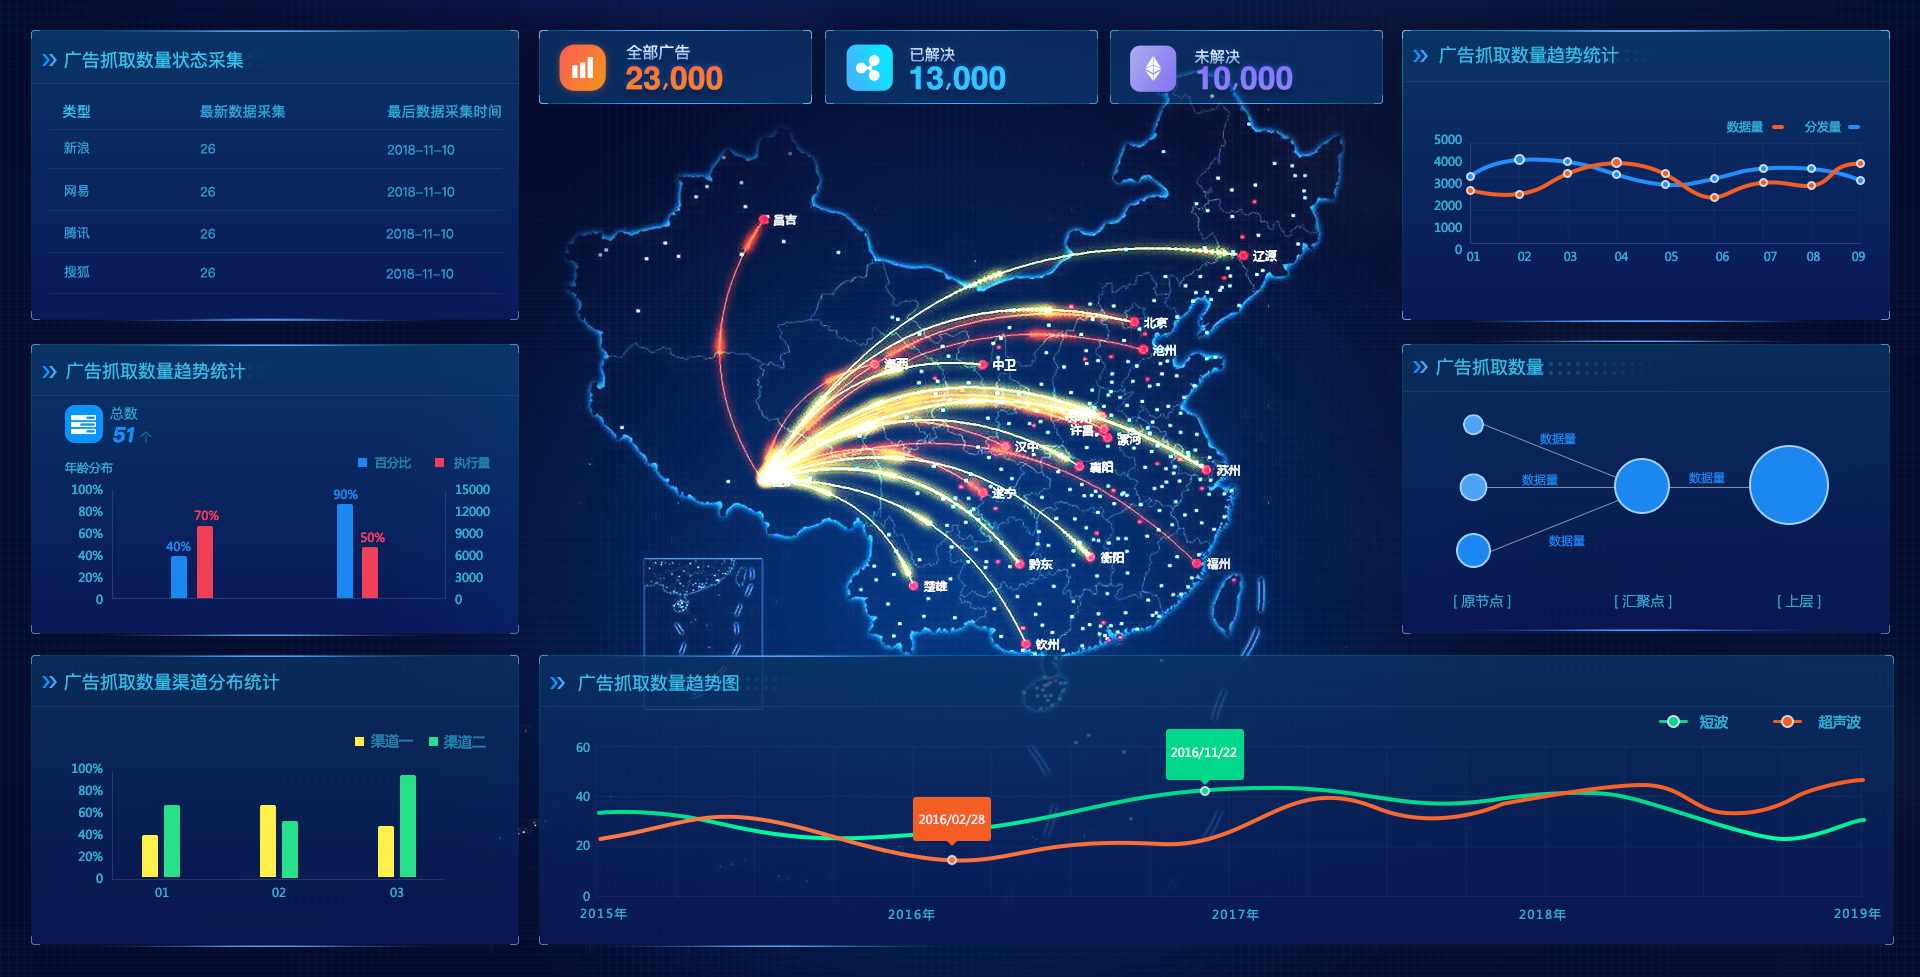 广告抓取数量状态采集
类型 最新数据采集 最后数据采集时间
新浪 26 2018-11-10
网易 26 2018-11-10
腾讯 26 2018-11-10
搜狐 26 2018-11-10
广告抓取数量趋势统计
总数
51 个
年龄分布
百分比 执行量
100%
80%
60%
40%
20%
0
40%
70%
90%
50%
15000
12000
9000
6000
3000
0
广告抓取数量渠道分布统计
渠道一 渠道二
100%
80%
60%
40%
20%
0
01 02 03
全部广告
23,000
已解决
13,000
未解决
10,000
昌吉
辽源
北京
沧州
海西
中卫
许昌
漯河
汉中
襄阳
苏州
遂宁
黔东
衡阳
福州
楚雄
钦州
广告抓取数量趋势图
短波 超声波
60
40
20
0
2016/02/28
2016/11/22
2015年 2016年 2017年 2018年 2019年
广告抓取数量趋势统计
数据量 分发量
5000
4000
3000
2000
1000
0
01 02 03 04 05 06 07 08 09
广告抓取数量
数据量
数据量
数据量
数据量
[ 原节点 ] [ 汇聚点 ] [ 上层 ]